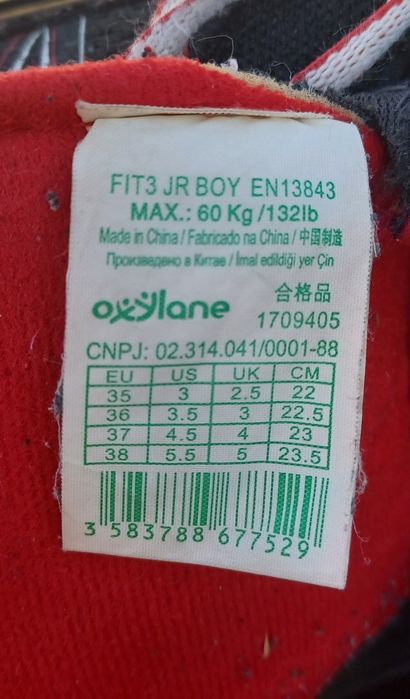 FIT3 JR BOY EN13843
MAX.: 60 Kg /132lb
Made in China / Fabricado na China / 中国制造
Произведено в Китае / İmal edildiği yer Çin
合格品
oxylane 1709405
CNPJ: 02.314.041/0001-88
EU US UK CM
35 3 2.5 22
36 3.5 3 22.5
37 4.5 4 23
38 5.5 5 23.5
3 583788 677529